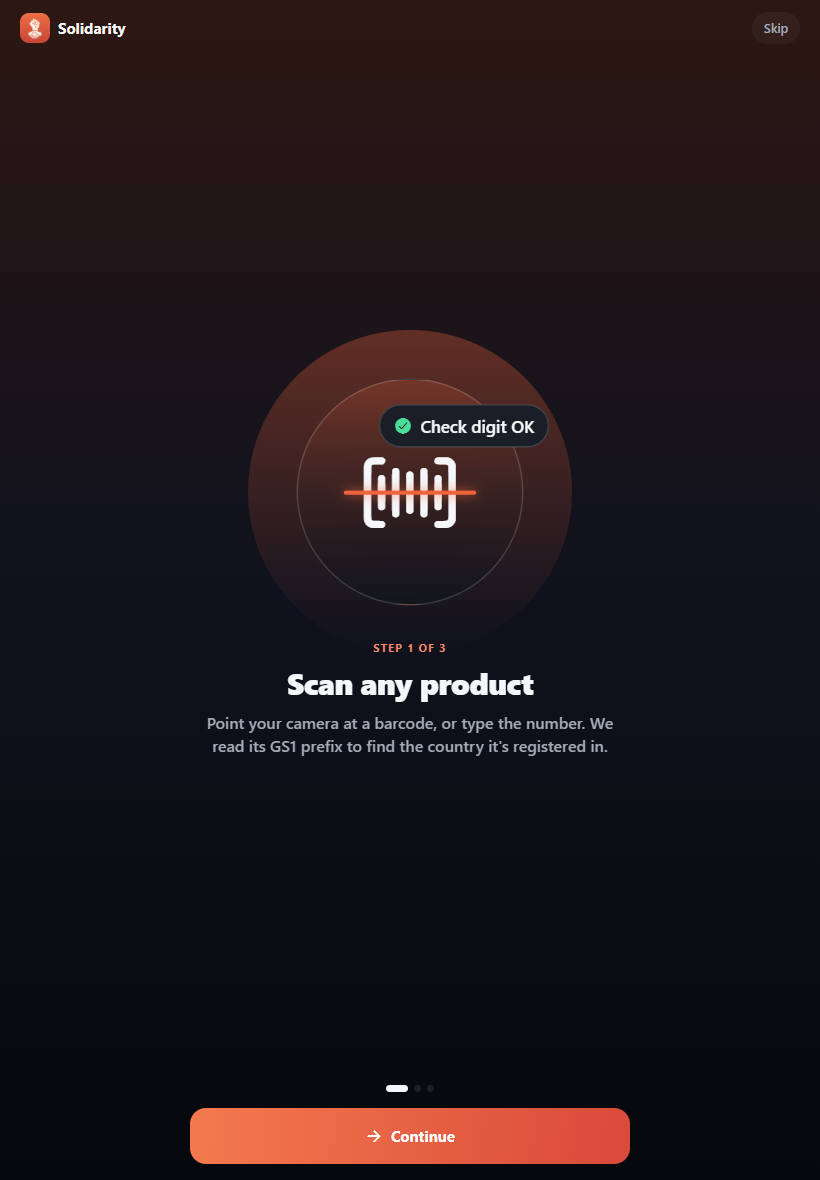 Solidarity
Skip
Check digit OK
STEP 1 OF 3
Scan any product
Point your camera at a barcode, or type the number. We
read its GS1 prefix to find the country it's registered in.
Continue